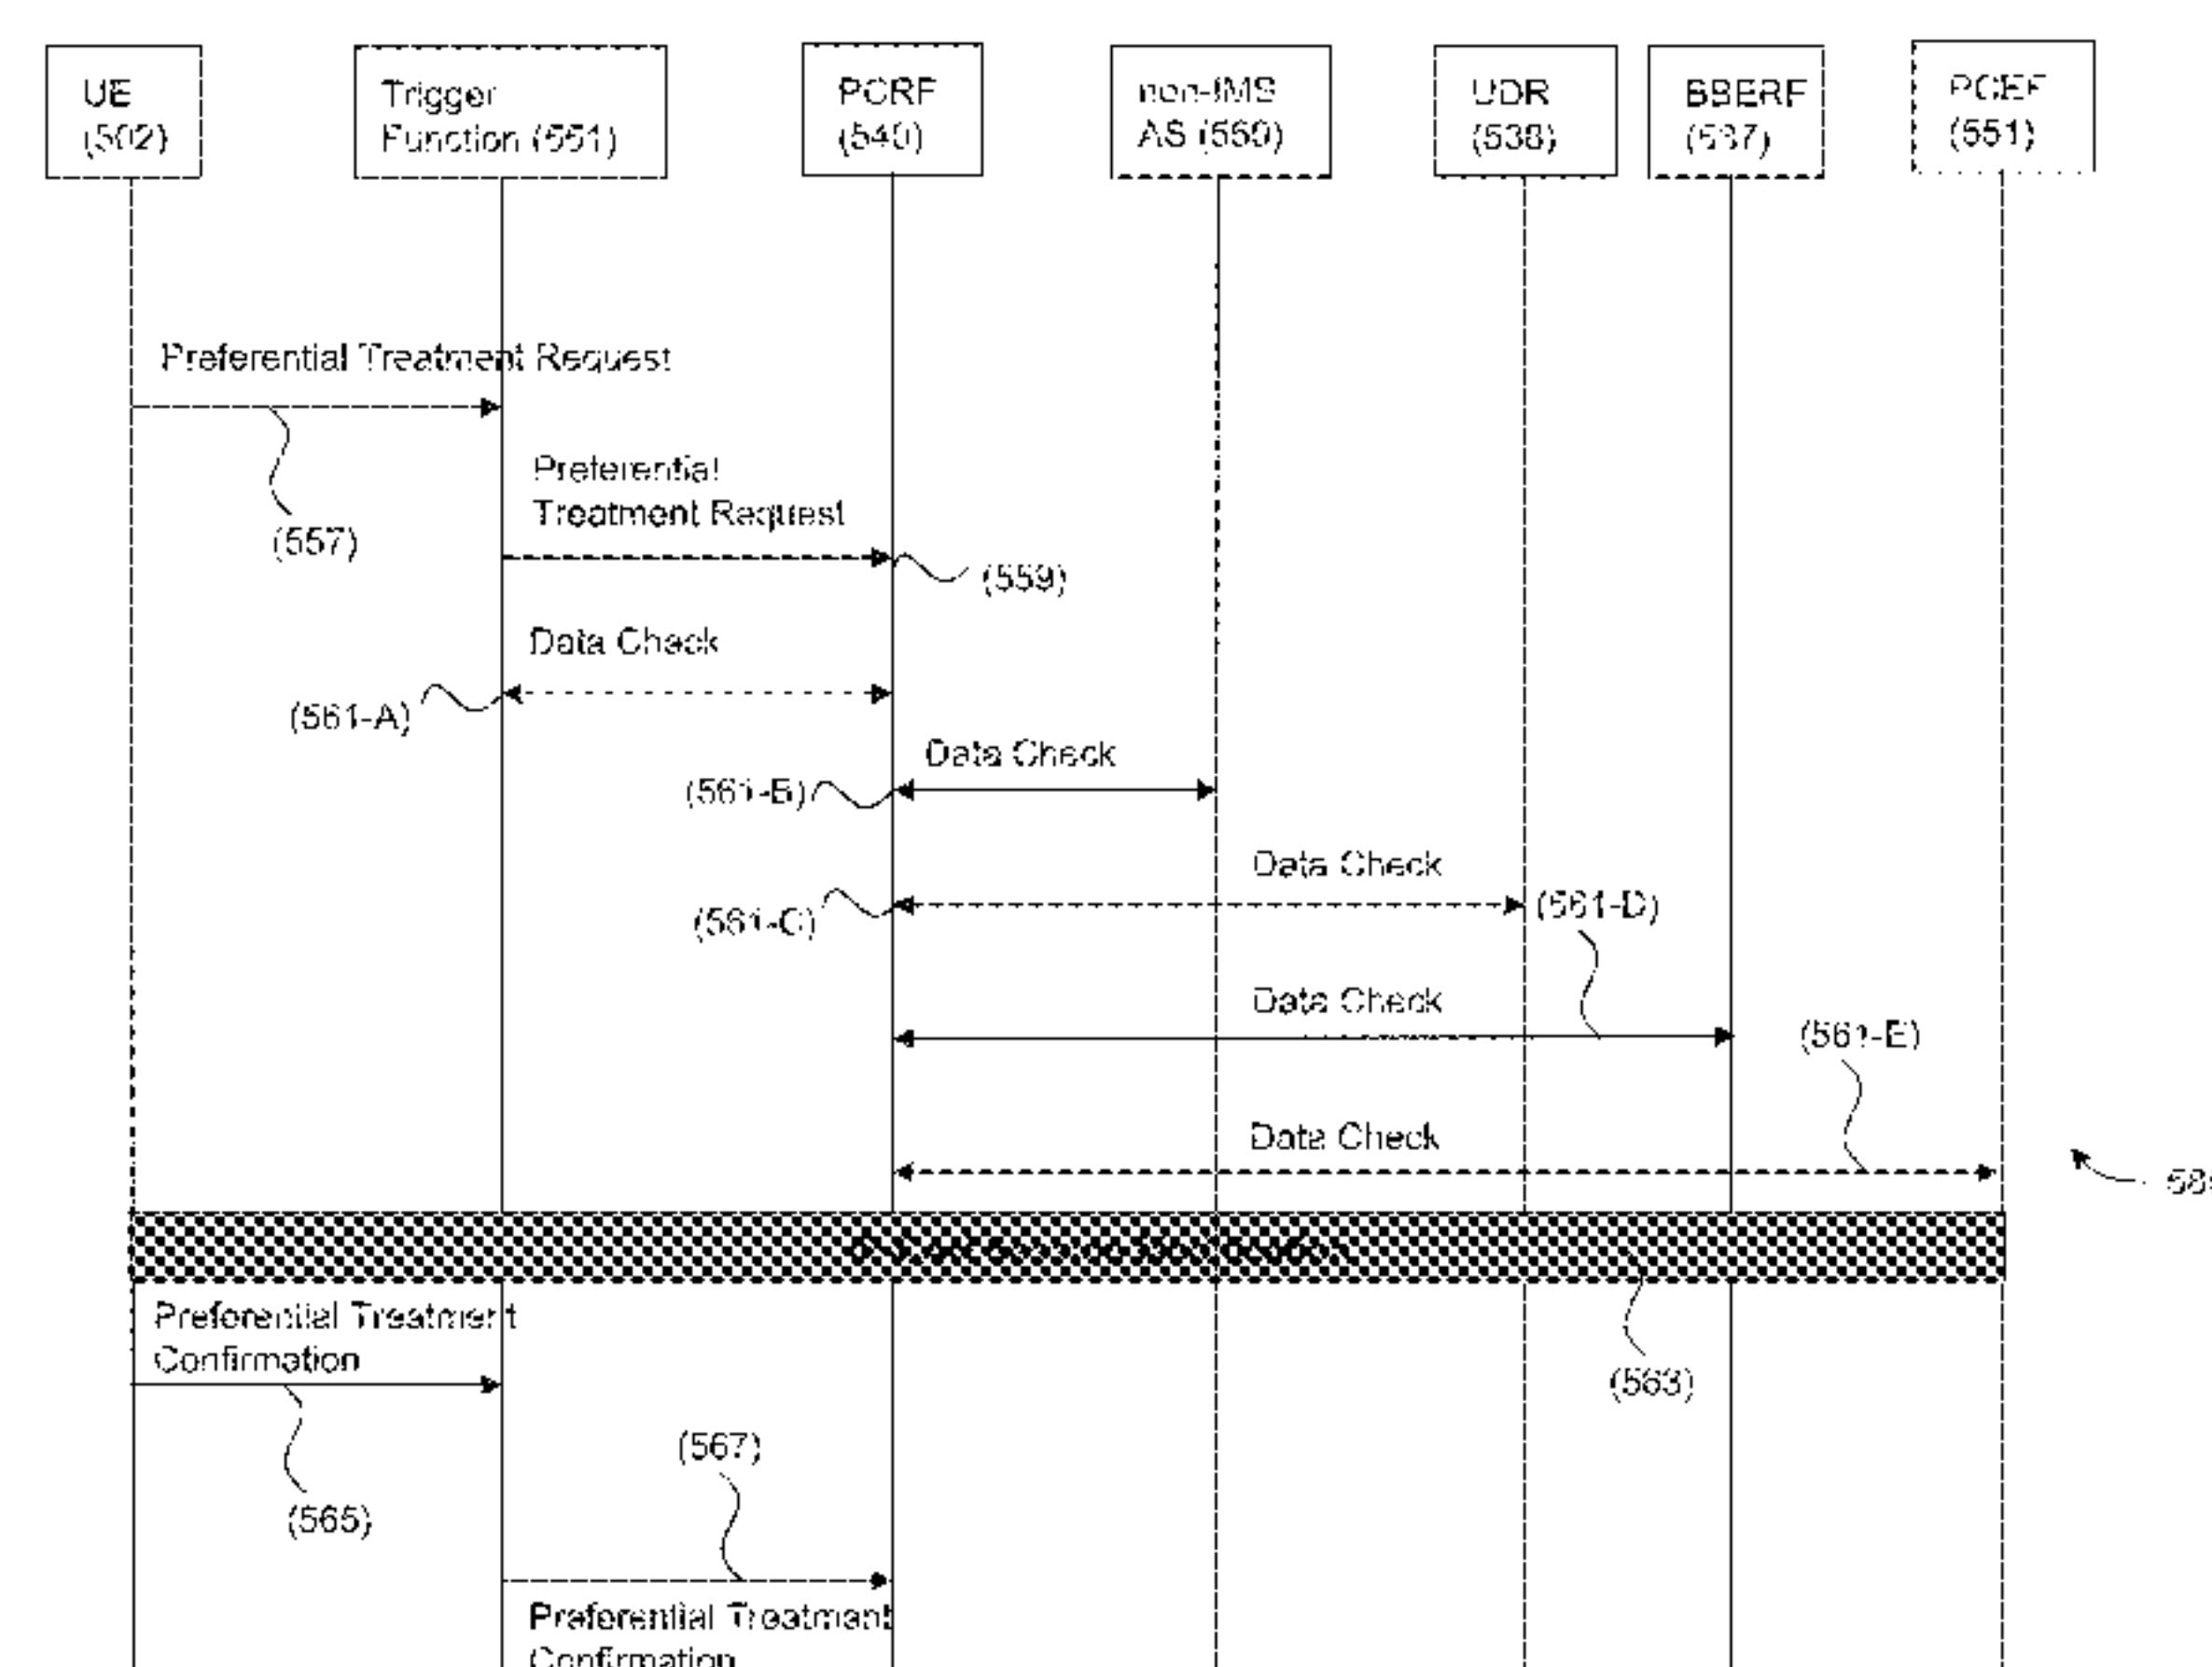 UE
(502)
Trigger
Function (551)
PCRF
(540)
non-IMS
AS (550)
UDR
(538)
BBERF
(537)
PCEF
(551)
Preferential Treatment Request
(557)
Preferential
Treatment Request
(559)
Data Check
(561-A)
Data Check
(561-B)
Data Check
(561-C)
(561-D)
Data Check
(561-E)
Data Check
Preferential Treatment
Confirmation
(563)
(567)
(565)
Preferential Treatment
Confirmation